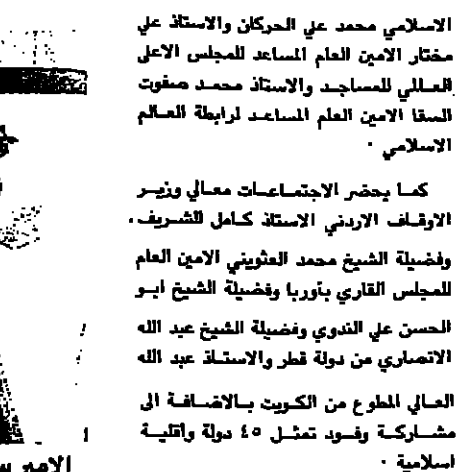 الاسلامي محمد علي الحركان والاستاذ علي
مختار الامين العام المساعد للمجلس الاعلى
العالمي للمساجد والاستاذ محمد صفوت
السقا الامين العام المساعد لرابطة العالم
الاسلامي .
كما يحضر الاجتماعات معالي وزير
الاوقاف الاردني الاستاذ كامل الشريف.
وفضيلة الشيخ محمد العثويني الامين العام
للمجلس القاري باوربا وفضيلة الشيخ ابو
الحسن علي الندوي وفضيلة الشيخ عبد الله
الانصاري من دولة قطر والاستاذ عبد الله
العالي المطوع من الكويت بالاضافة الى
مشاركة وفود تمثل ٤٥ دولة واقلية
اسلامية .
الامير